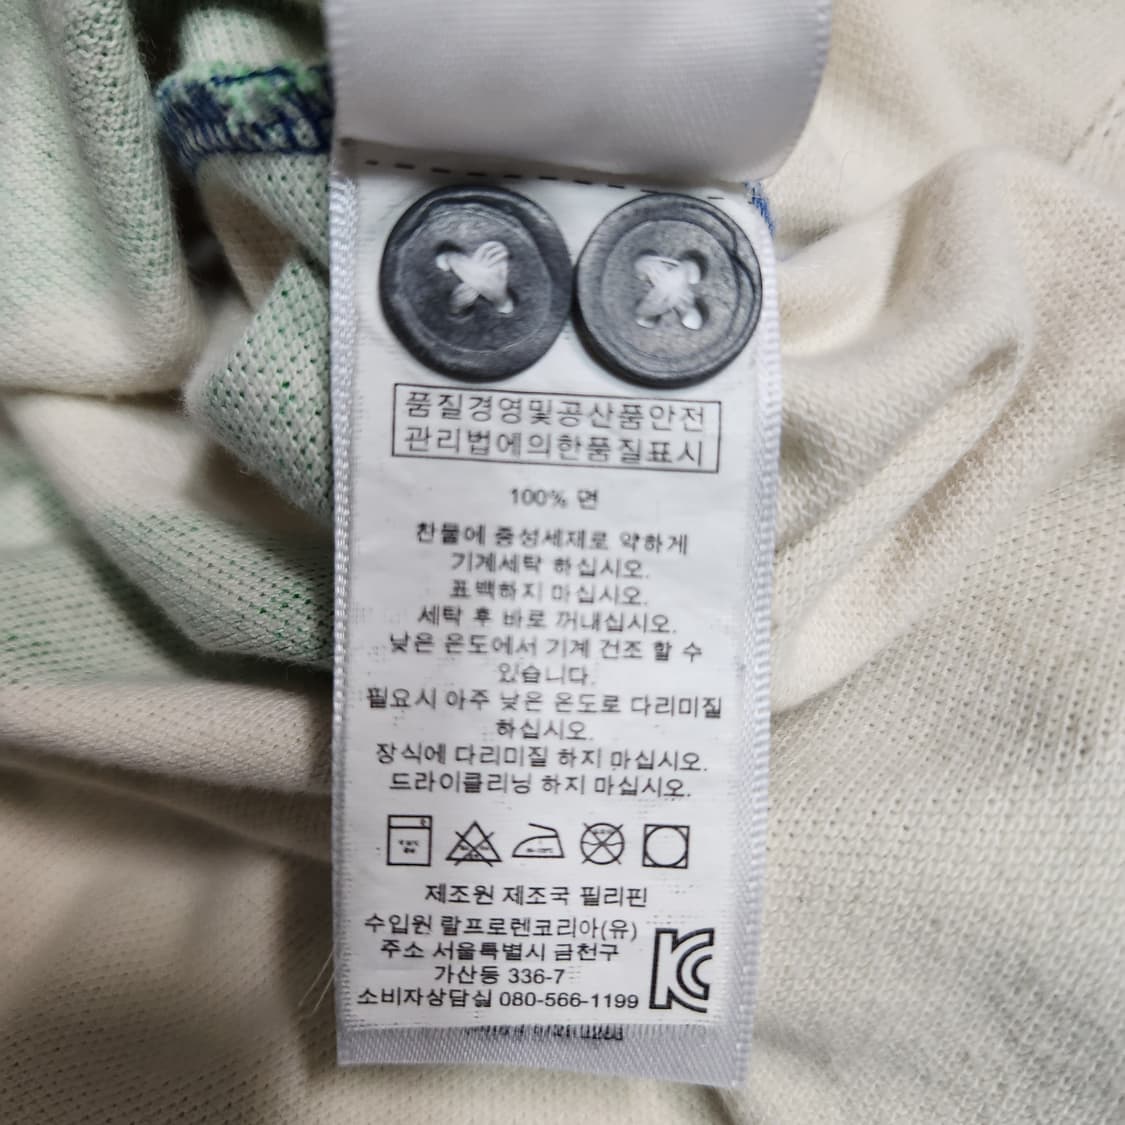 품질경영및공산품안전
관리법에의한품질표시
100% 면
찬물에 중성세제로 약하게
기계세탁 하십시오.
표백하지 마십시오.
세탁 후 바로 꺼내십시오.
낮은 온도에서 기계 건조 할 수
있습니다.
필요시 아주 낮은 온도로 다리미질
하십시오.
장식에 다리미질 하지 마십시오.
드라이클리닝 하지 마십시오.
제조원 제조국 필리핀
수입원 랄프로렌코리아(유)
주소 서울특별시 금천구
가산동 336-7
소비자상담실 080-566-1199